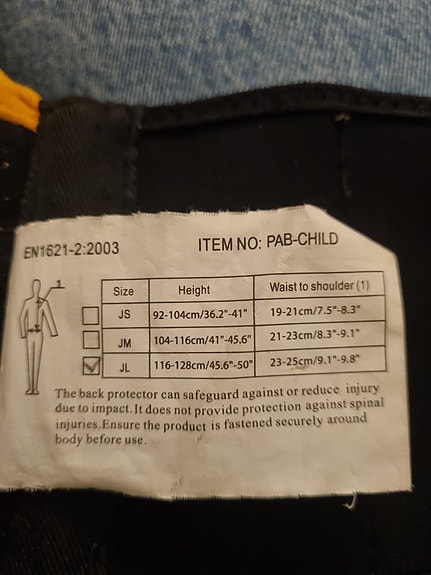 EN1621-2:2003 ITEM NO: PAB-CHILD
1
Size Height Waist to shoulder (1)
JS 92-104cm/36.2"-41" 19-21cm/7.5"-8.3"
JM 104-116cm/41"-45.6" 21-23cm/8.3"-9.1"
JL 116-128cm/45.6"-50" 23-25cm/9.1"-9.8"
The back protector can safeguard against or reduce injury
due to impact.It does not provide protection against spinal
injuries.Ensure the product is fastened securely around
body before use.